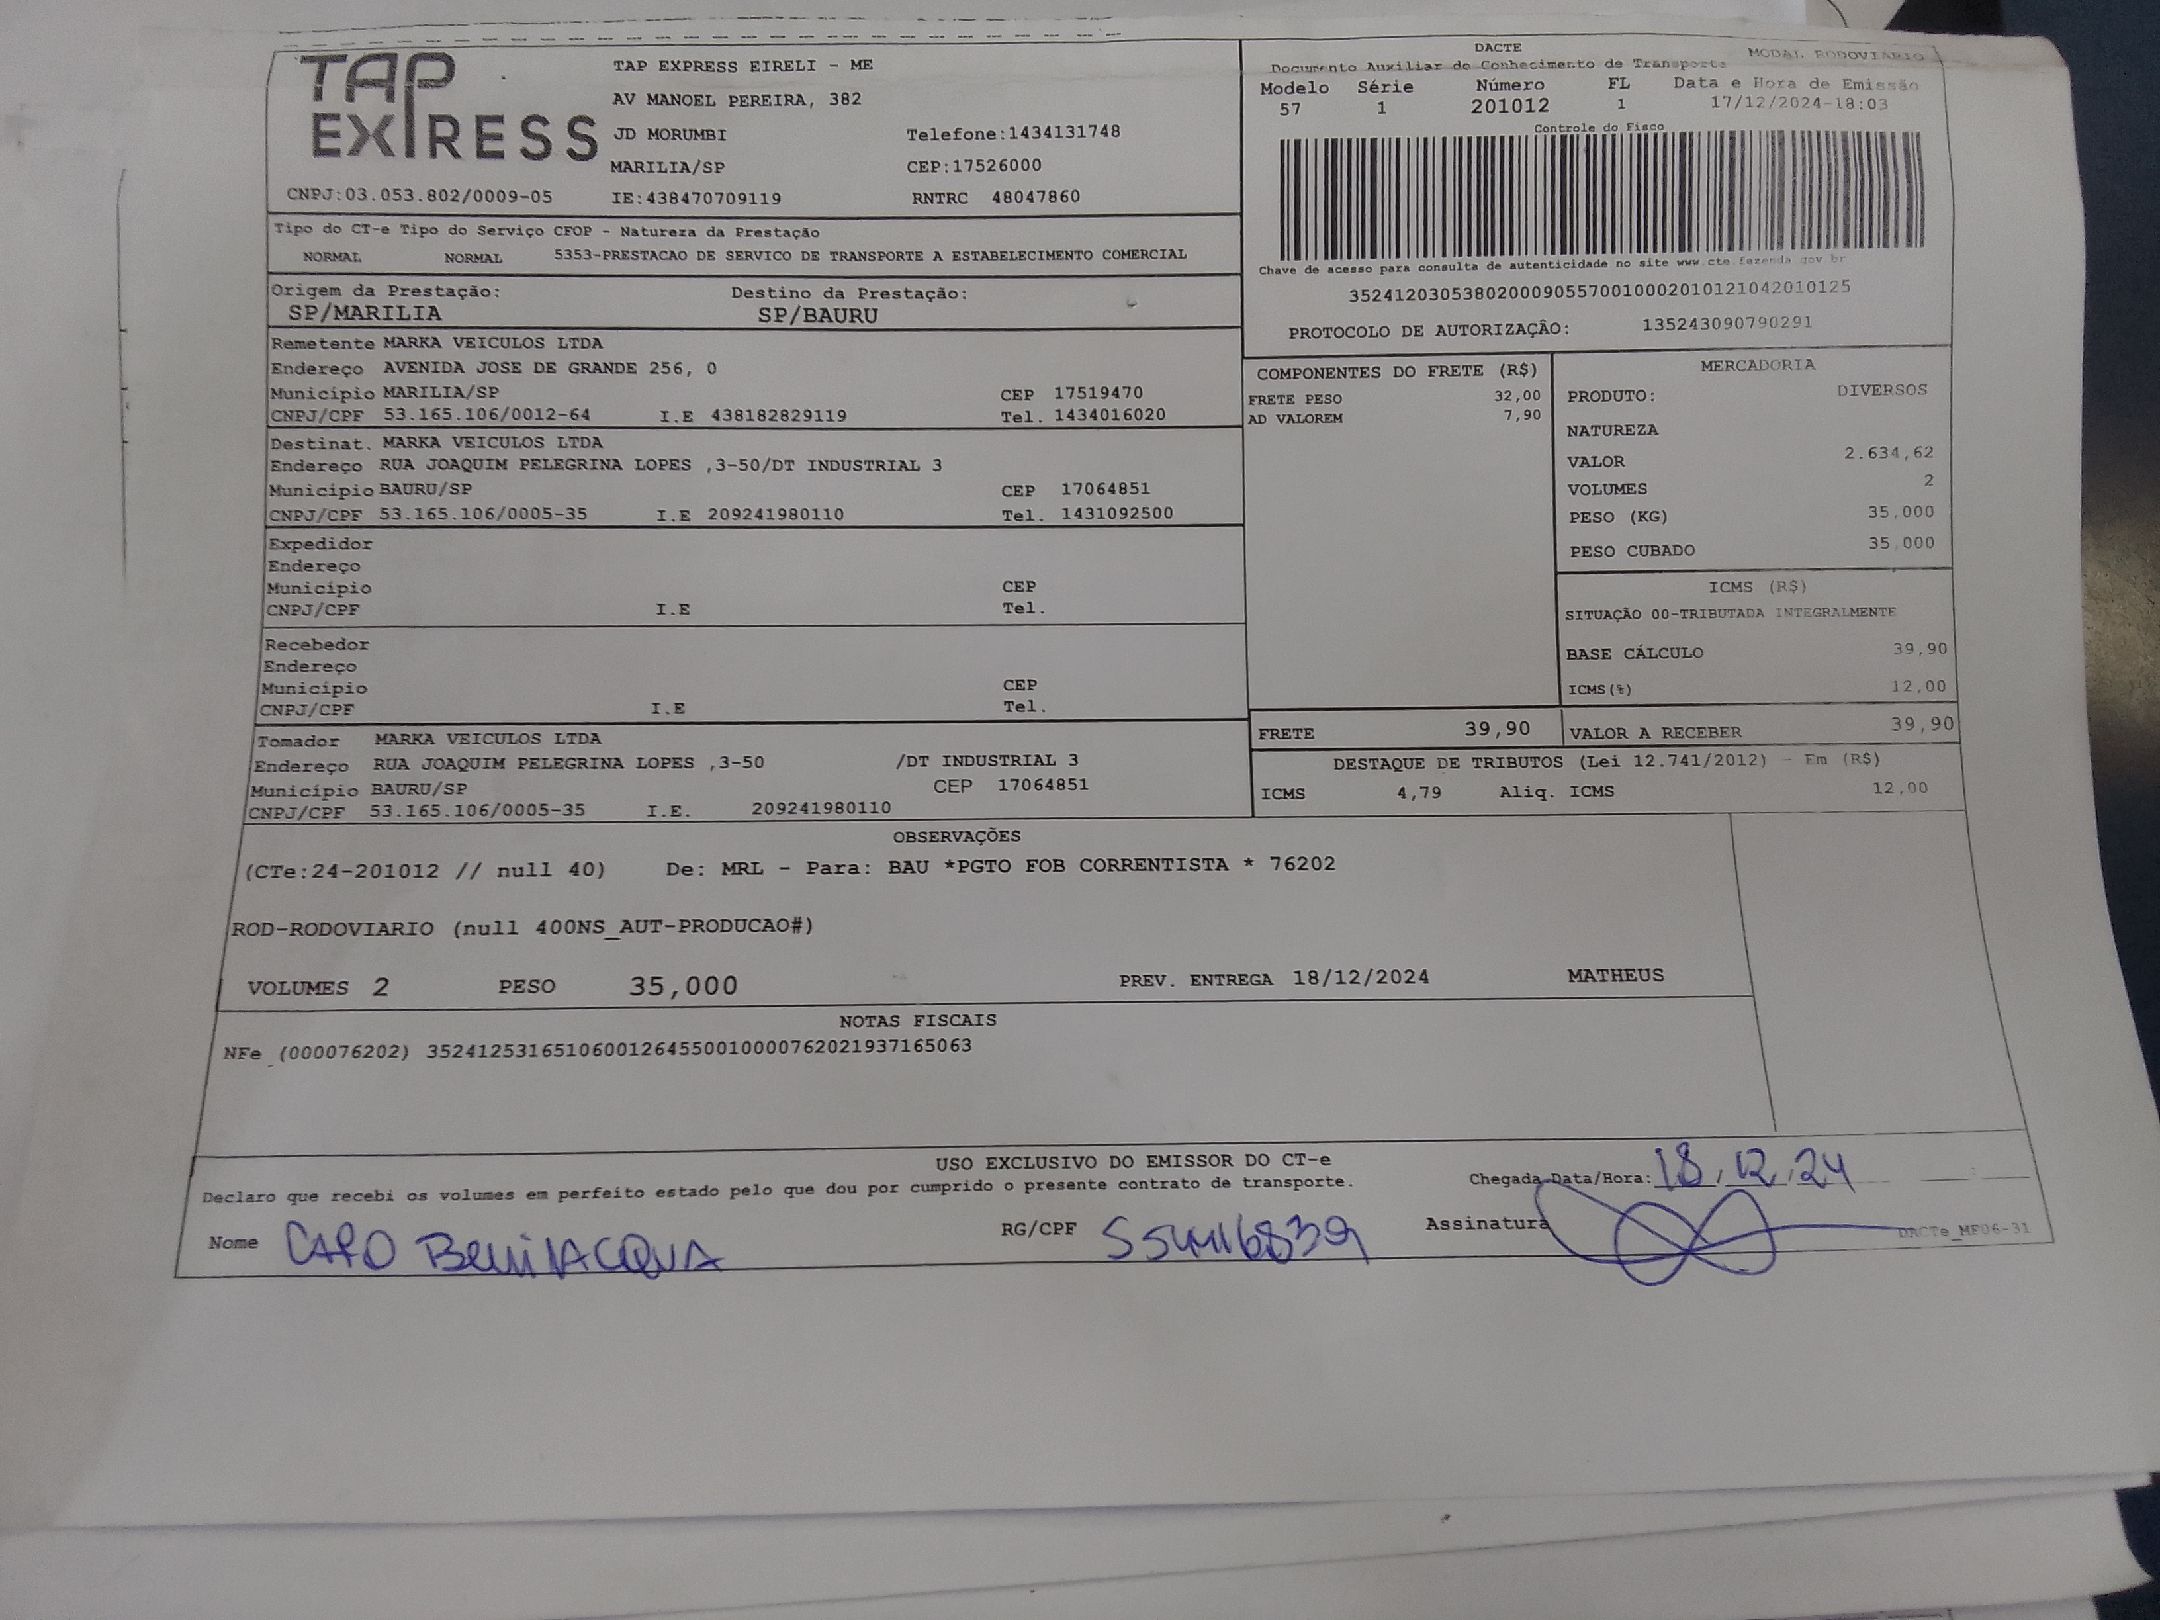 TAP EXPRESS
TAP EXPRESS EIRELI - ME
AV MANOEL PEREIRA, 382
JD MORUMBI Telefone:1434131748
MARILIA/SP CEP:17526000
CNPJ:03.053.802/0009-05 IE:438470709119 RNTRC 48047860
DACTE MODAL RODOVIARIO
Documento Auxiliar do Conhecimento de Transporte
Modelo Série Número FL Data e Hora de Emissão
57 1 201012 1 17/12/2024-18:03
Controle do Fisco
Chave de acesso para consulta de autenticidade no site www.cte.fazenda.gov.br
35241203053802000905570010002010121042010125
PROTOCOLO DE AUTORIZAÇÃO: 135243090790291
Tipo do CT-e Tipo do Serviço CFOP - Natureza da Prestação
NORMAL NORMAL 5353-PRESTACAO DE SERVICO DE TRANSPORTE A ESTABELECIMENTO COMERCIAL
Origem da Prestação: Destino da Prestação:
SP/MARILIA SP/BAURU
Remetente MARKA VEICULOS LTDA
Endereço AVENIDA JOSE DE GRANDE 256, 0
Município MARILIA/SP CEP 17519470
CNPJ/CPF 53.165.106/0012-64 I.E 438182829119 Tel. 1434016020
Destinat. MARKA VEICULOS LTDA
Endereço RUA JOAQUIM PELEGRINA LOPES ,3-50/DT INDUSTRIAL 3
Município BAURU/SP CEP 17064851
CNPJ/CPF 53.165.106/0005-35 I.E 209241980110 Tel. 1431092500
Expedidor
Endereço
Município CEP
CNPJ/CPF I.E Tel.
Recebedor
Endereço
Município CEP
CNPJ/CPF I.E Tel.
Tomador MARKA VEICULOS LTDA
Endereço RUA JOAQUIM PELEGRINA LOPES ,3-50 /DT INDUSTRIAL 3
Município BAURU/SP CEP 17064851
CNPJ/CPF 53.165.106/0005-35 I.E. 209241980110
COMPONENTES DO FRETE (R$)
FRETE PESO 32,00
AD VALOREM 7,90
MERCADORIA
PRODUTO: DIVERSOS
NATUREZA
VALOR 2.634,62
VOLUMES 2
PESO (KG) 35,000
PESO CUBADO 35,000
ICMS (R$)
SITUAÇÃO 00-TRIBUTADA INTEGRALMENTE
BASE CÁLCULO 39,90
ICMS(%) 12,00
FRETE 39,90 VALOR A RECEBER 39,90
DESTAQUE DE TRIBUTOS (Lei 12.741/2012) - Em (R$)
ICMS 4,79 Aliq. ICMS 12,00
OBSERVAÇÕES
(CTe:24-201012 // null 40) De: MRL - Para: BAU *PGTO FOB CORRENTISTA * 76202
ROD-RODOVIARIO (null 400NS_AUT-PRODUCAO#)
VOLUMES 2 PESO 35,000 PREV. ENTREGA 18/12/2024 MATHEUS
NOTAS FISCAIS
NFe (000076202) 35241253165106001264550010000762021937165063
USO EXCLUSIVO DO EMISSOR DO CT-e
Declaro que recebi os volumes em perfeito estado pelo que dou por cumprido o presente contrato de transporte.
Chegada Data/Hora: 18.12.24
Nome RG/CPF Assinatura
DACTe_MF06-31